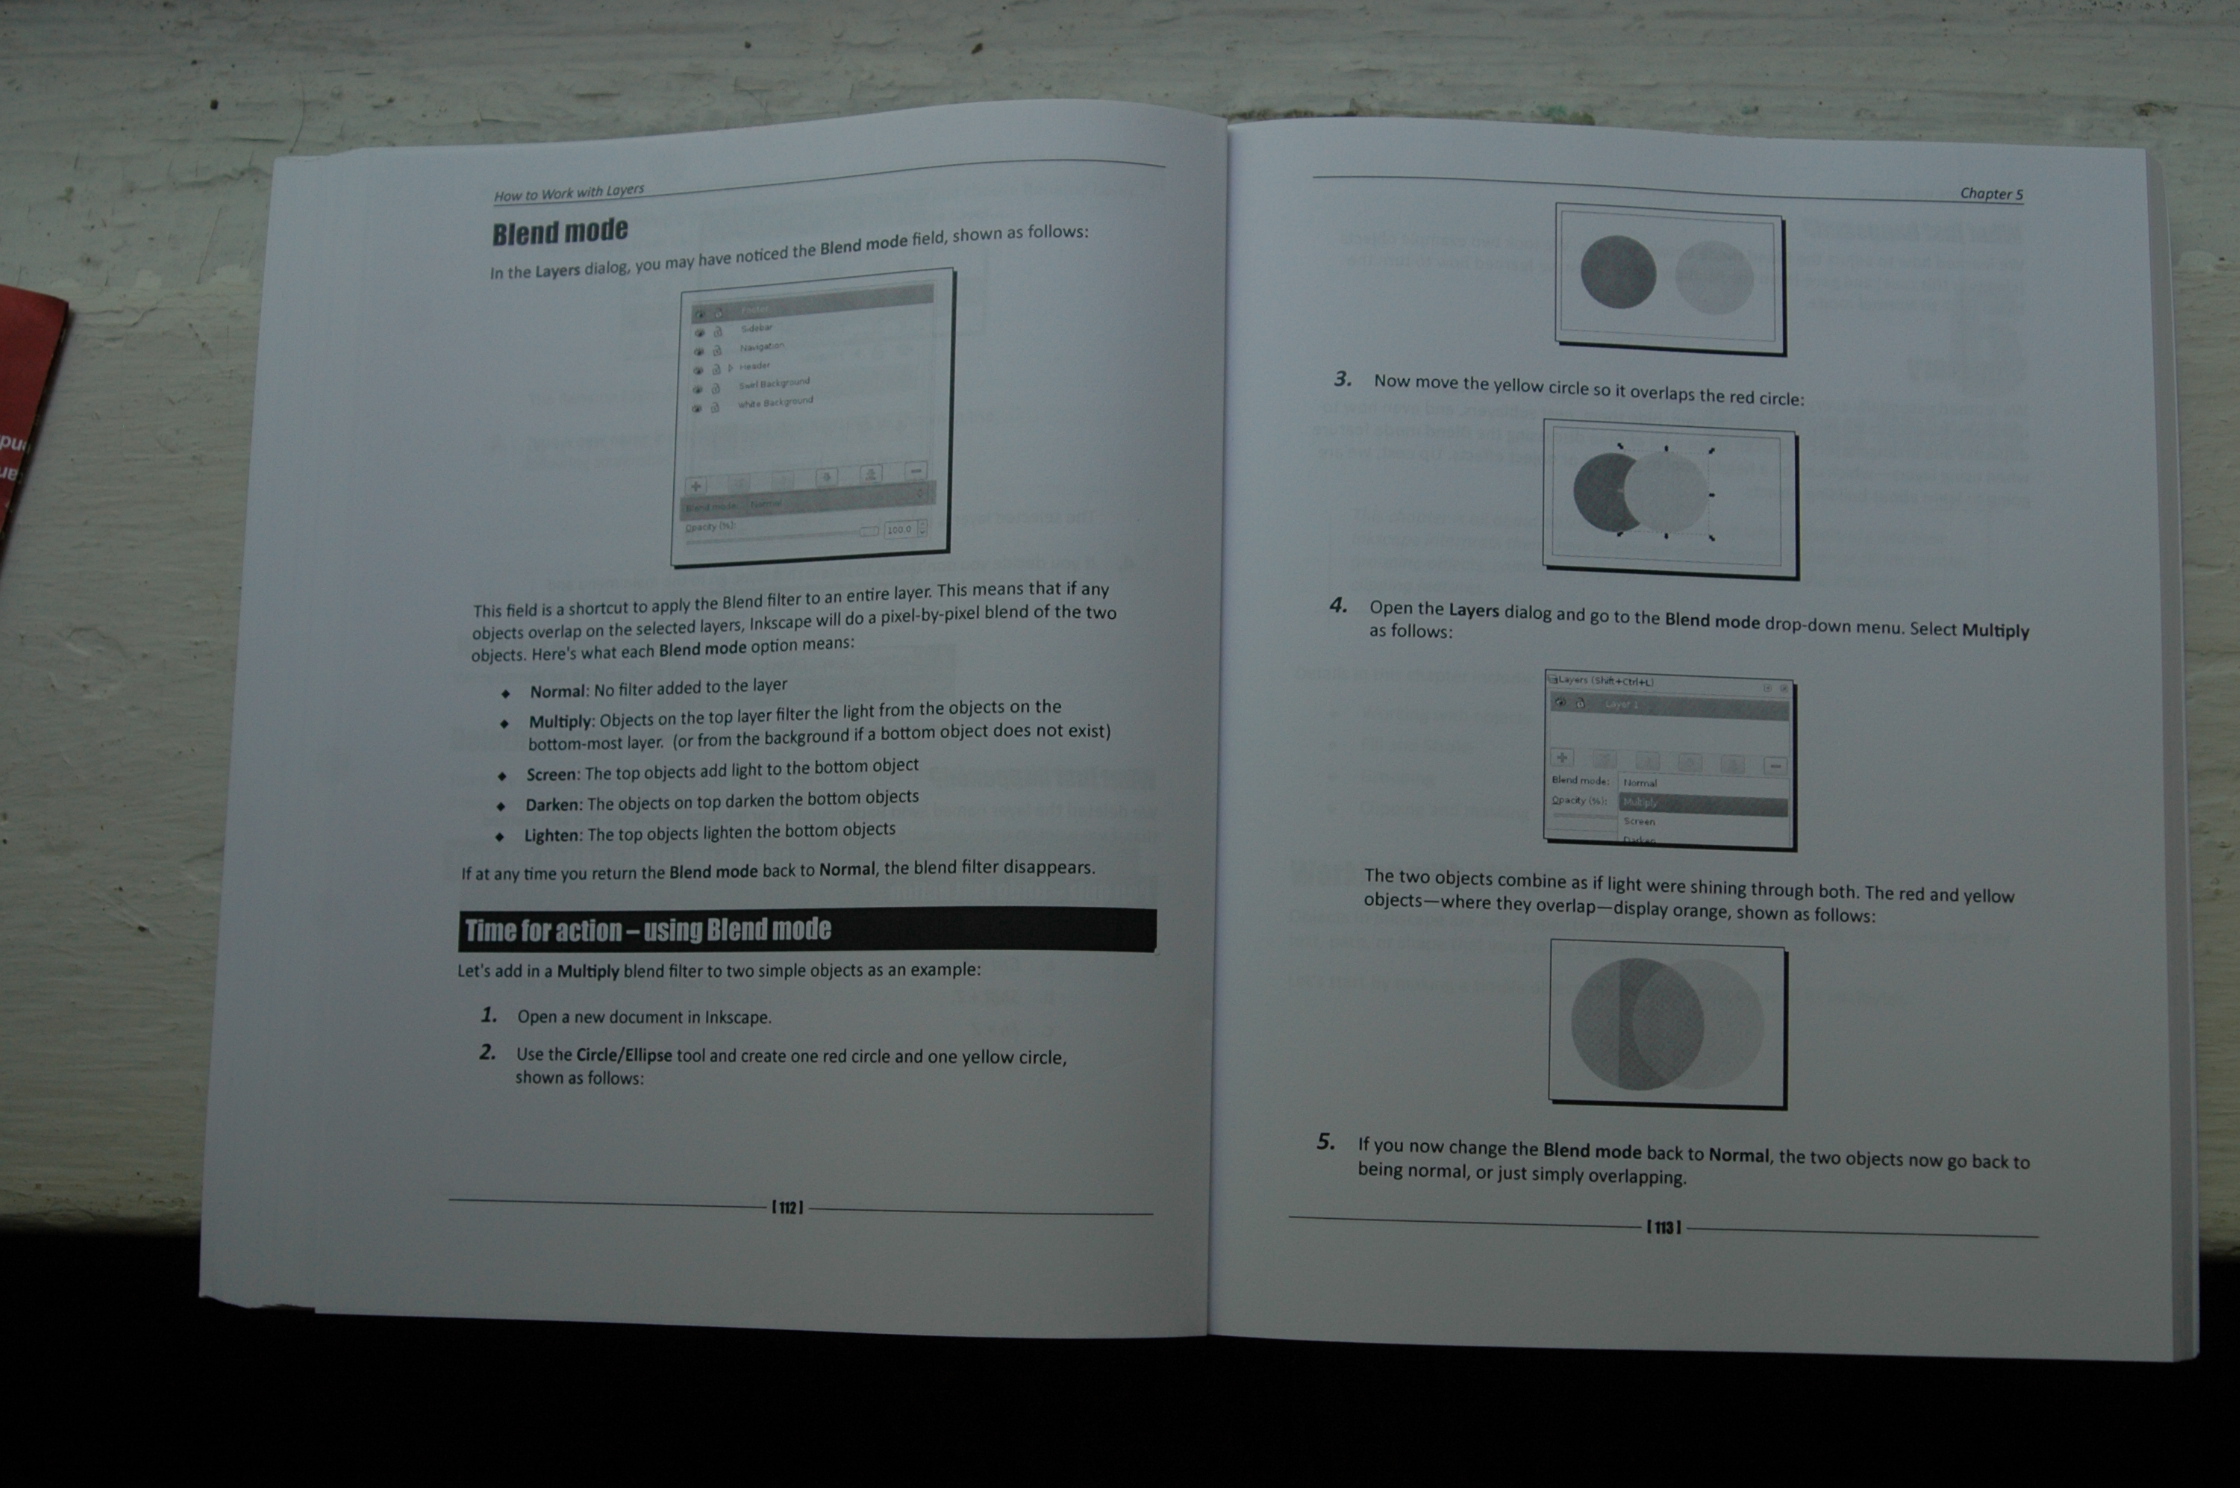 How to Work with Layers
Blend mode
In the Layers dialog, you may have noticed the Blend mode field, shown as follows:
Footer
Sidebar
Navigation
Header
Swirl Background
white Background
Blend mode: Normal
Opacity (%):
100.0
This field is a shortcut to apply the Blend filter to an entire layer. This means that if any
objects overlap on the selected layers, Inkscape will do a pixel-by-pixel blend of the two
objects. Here's what each Blend mode option means:
◆ Normal: No filter added to the layer
◆ Multiply: Objects on the top layer filter the light from the objects on the
bottom-most layer. (or from the background if a bottom object does not exist)
◆ Screen: The top objects add light to the bottom object
◆ Darken: The objects on top darken the bottom objects
◆ Lighten: The top objects lighten the bottom objects
If at any time you return the Blend mode back to Normal, the blend filter disappears.
Time for action – using Blend mode
Let's add in a Multiply blend filter to two simple objects as an example:
1. Open a new document in Inkscape.
2. Use the Circle/Ellipse tool and create one red circle and one yellow circle,
shown as follows:
[ 112 ]
Chapter 5
3. Now move the yellow circle so it overlaps the red circle:
4. Open the Layers dialog and go to the Blend mode drop-down menu. Select Multiply
as follows:
Layers (Shift+Ctrl+L)
Layer 1
Blend mode: Normal
Opacity (%): Multiply
Screen
Darken
The two objects combine as if light were shining through both. The red and yellow
objects—where they overlap—display orange, shown as follows:
5. If you now change the Blend mode back to Normal, the two objects now go back to
being normal, or just simply overlapping.
[ 113 ]